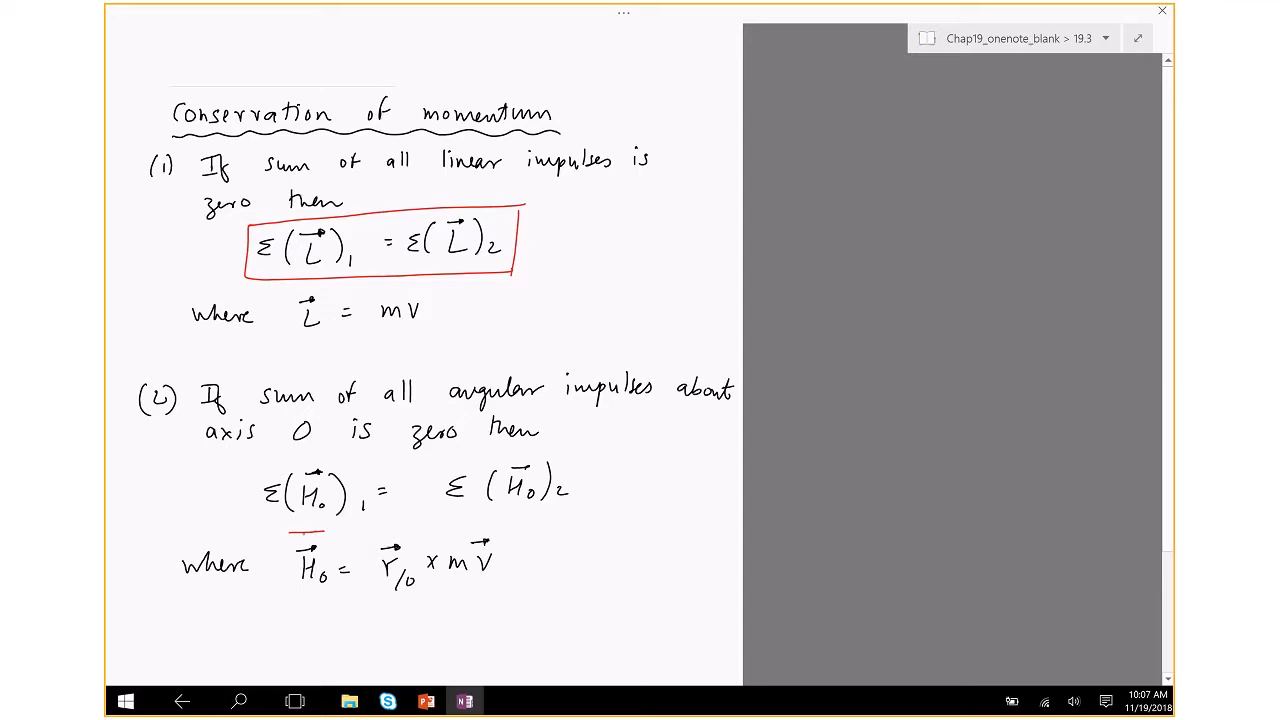 ...
Chap19_onenote_blank > 19.3
Conservation of momentum
(1) If sum of all linear impulses is
zero then
Σ(L⃗)₁ = Σ(L⃗)₂
where L⃗ = mv
(2) If sum of all angular impulses about
axis O is zero then
Σ(H⃗₀)₁ = Σ(H⃗₀)₂
where H⃗₀ = r⃗/₀ × m v⃗
10:07 AM
11/19/2018